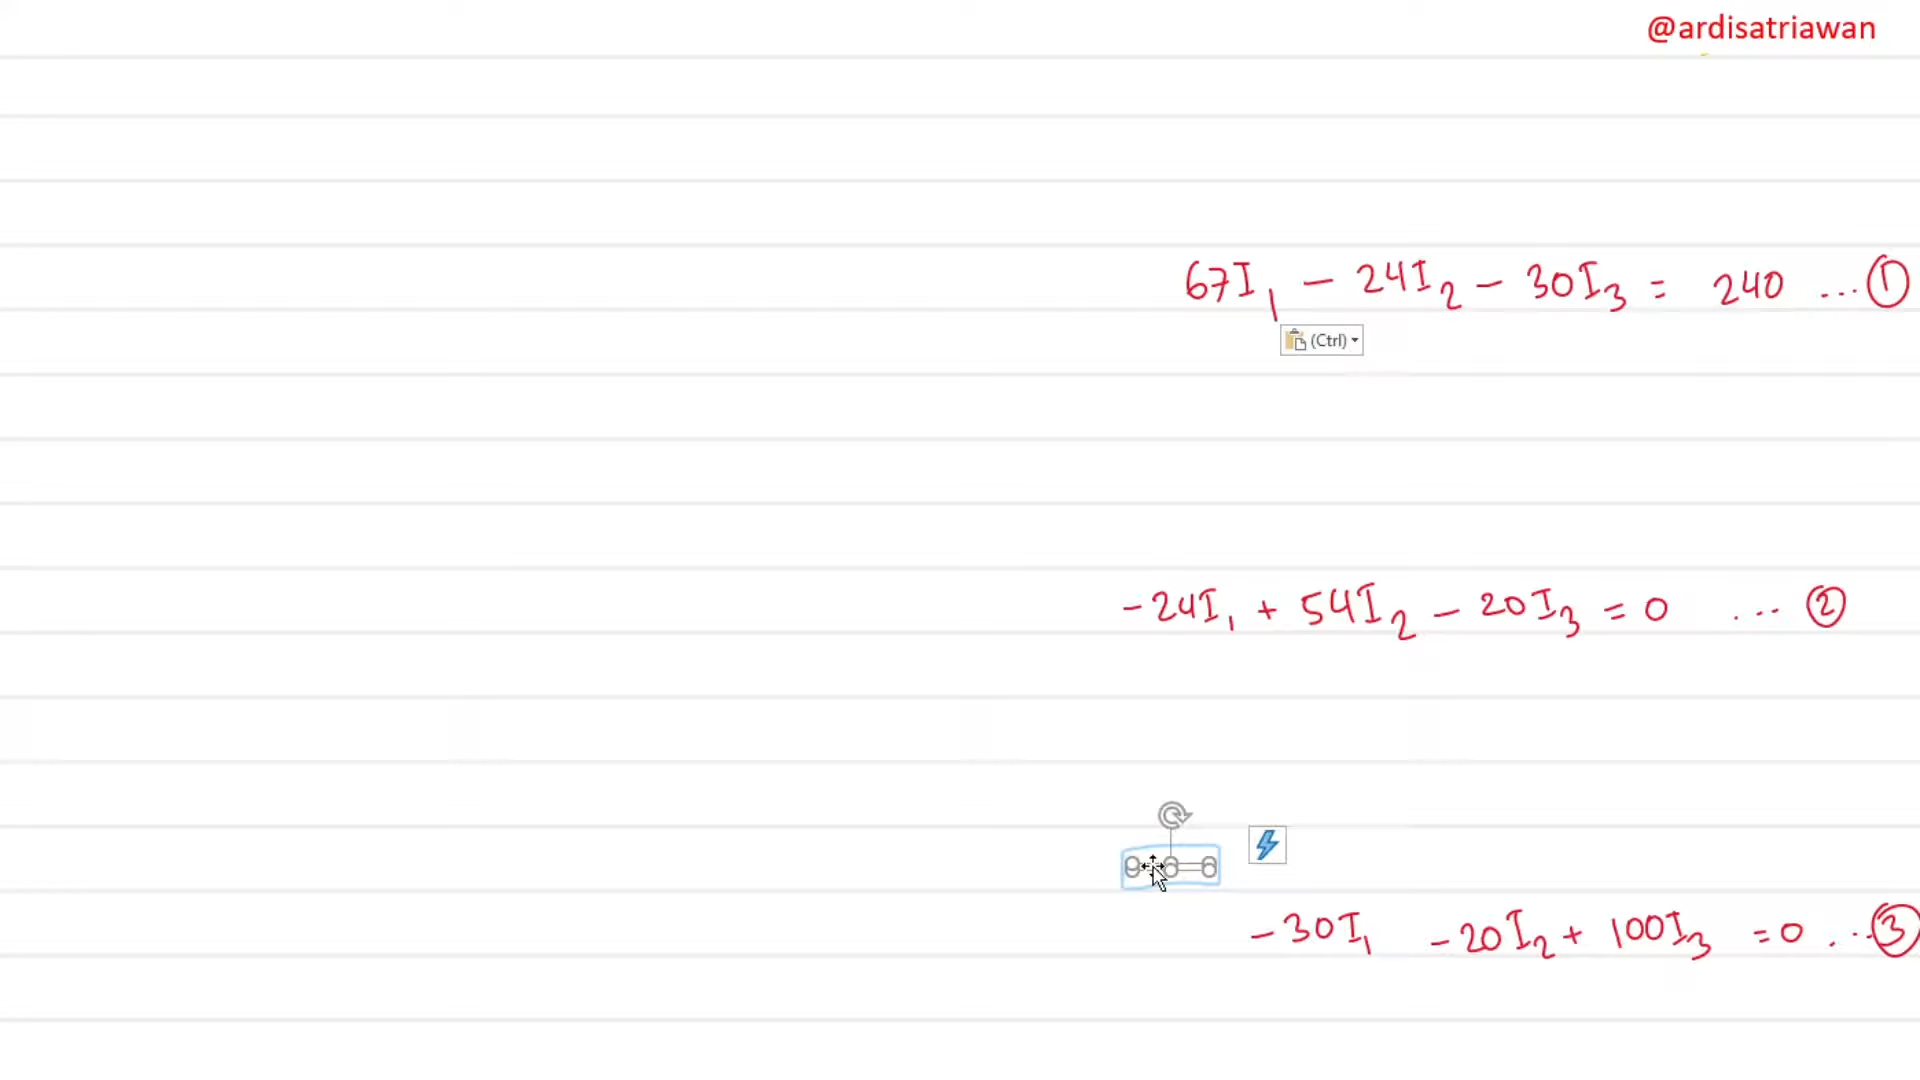 @ardisatriawan
67I₁ − 24I₂ − 30I₃ = 240 ...①
(Ctrl)
-24I₁ + 54I₂ − 20I₃ = 0 ... ②
-30I₁ -20I₂ + 100I₃ = 0 ...③